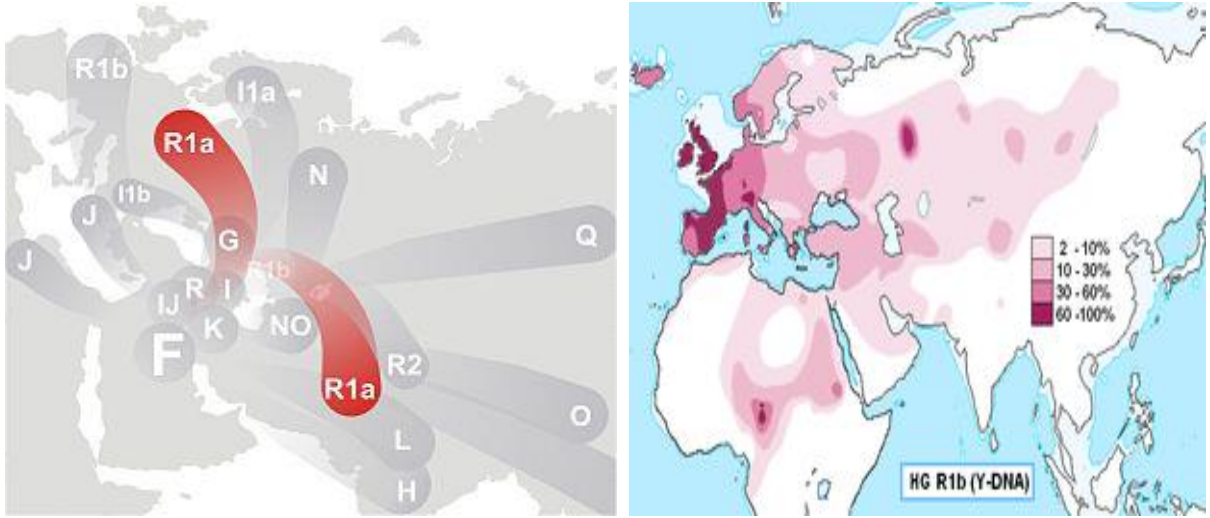 R1b
I1a
R1a
N
I1b
J
G
Q
J
R1b
R
I
IJ
NO
K
F
R2
R1a
O
L
H
2 - 10%
10 - 30%
30 - 60%
60 -100%
HG R1b (Y-DNA)